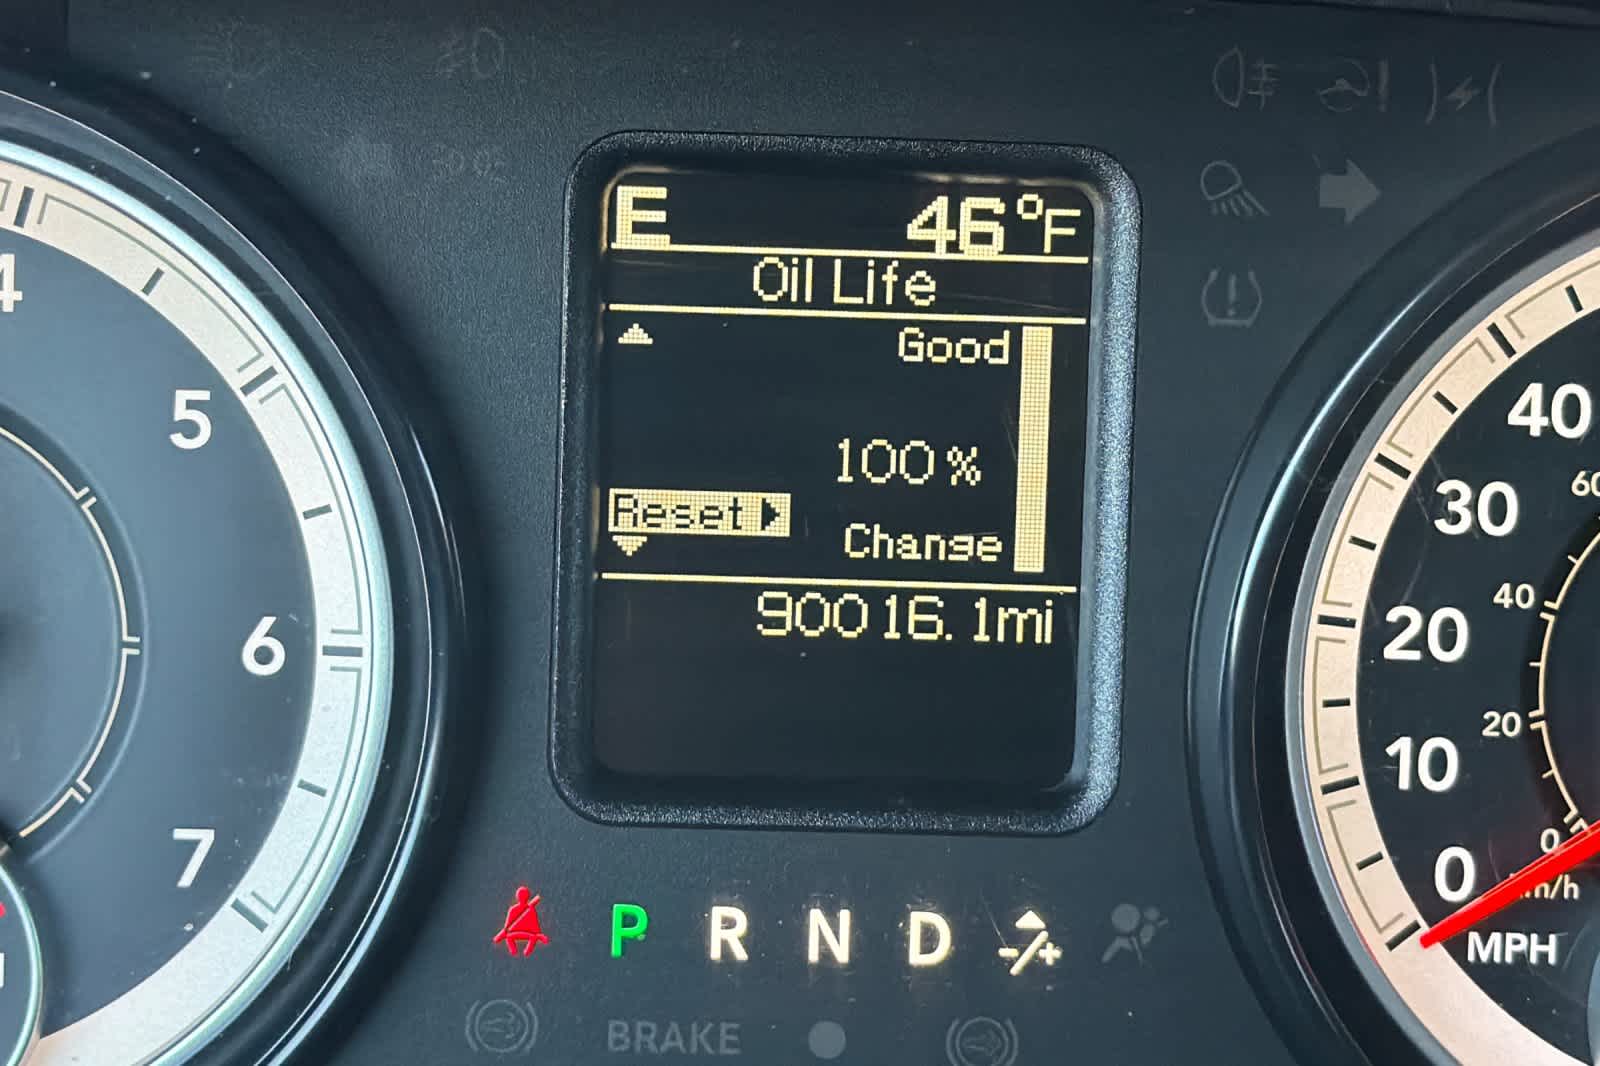 E 46°F
Oil Life
Good
100%
Reset
Change
90016.1mi
4
5
6
7
40
30
20
10
0
MPH
60
40
20
0
km/h
P R N D -/+
BRAKE